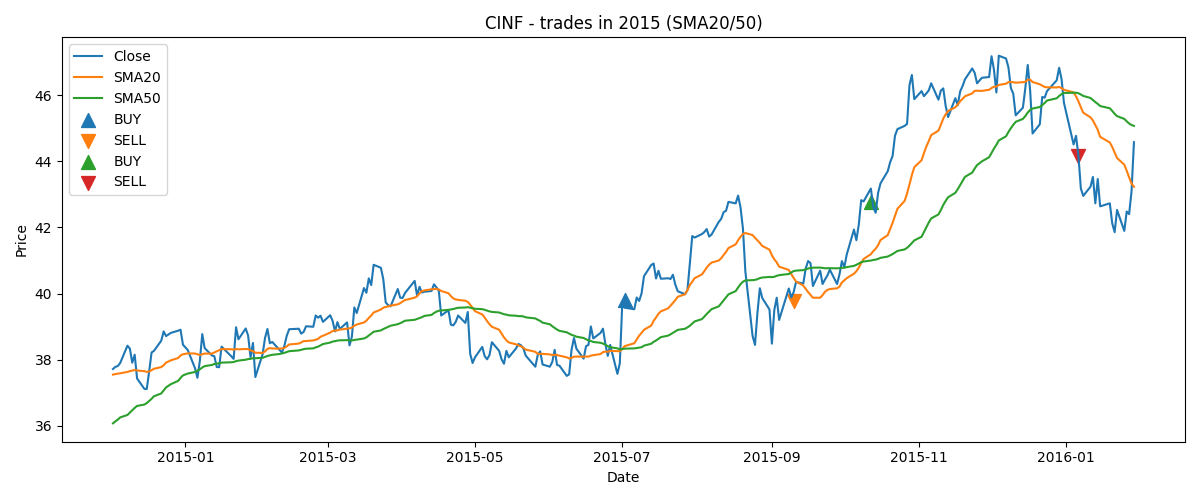 CINF - trades in 2015 (SMA20/50)
Close
SMA20
SMA50
BUY
SELL
BUY
SELL
Price
46
44
42
40
38
36
2015-01
2015-03
2015-05
2015-07
2015-09
2015-11
2016-01
Date